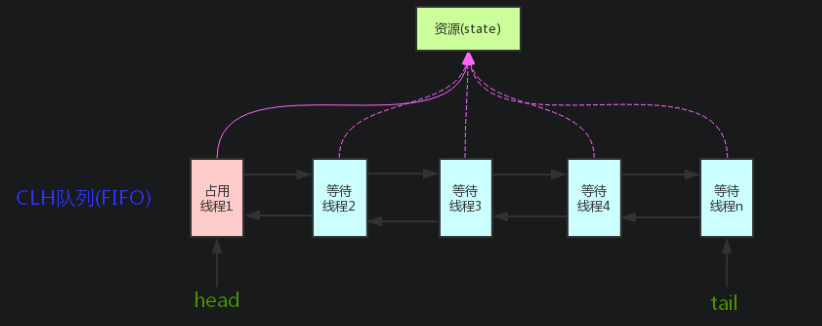 资源(state)
CLH队列(FIFO)
占用
线程1
等待
线程2
等待
线程3
等待
线程4
等待
线程n
head
tail